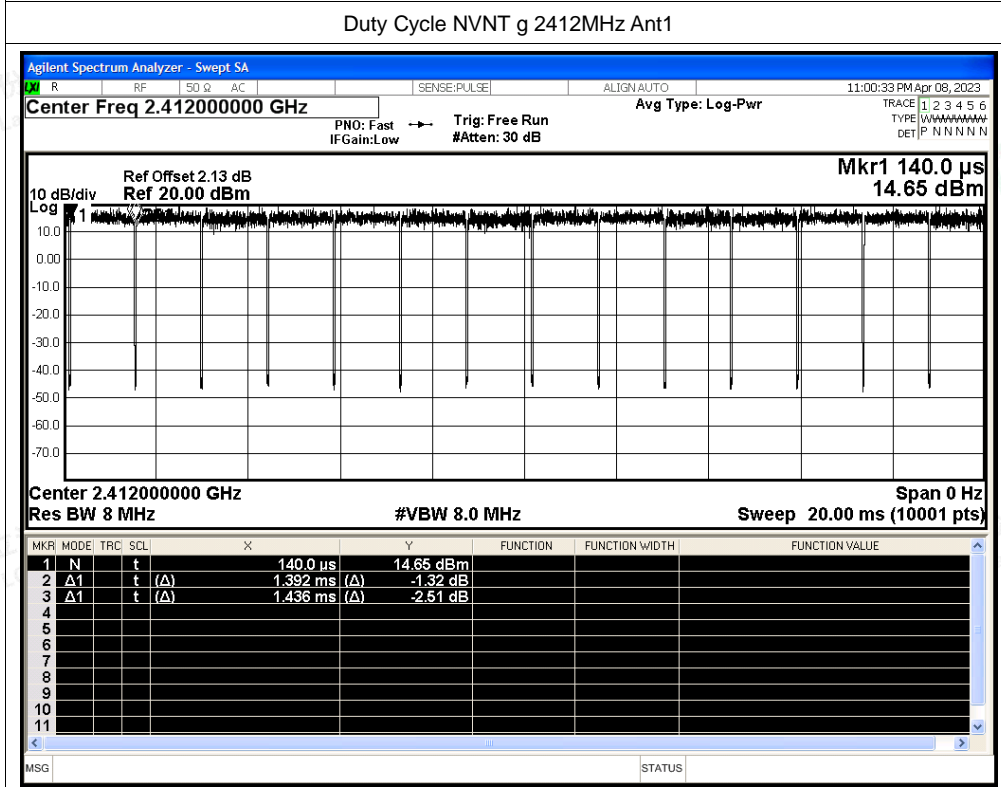 Duty Cycle NVNT g 2412MHz Ant1
Agilent Spectrum Analyzer - Swept SA
LXI R RF 50 Ω AC SENSE:PULSE ALIGN AUTO 11:00:33 PM Apr 08, 2023
Center Freq 2.412000000 GHz Avg Type: Log-Pwr TRACE 1 2 3 4 5 6
PNO: Fast Trig: Free Run TYPE WWWWWW
IFGain:Low #Atten: 30 dB DET P N N N N N
Mkr1 140.0 µs
14.65 dBm
Ref Offset 2.13 dB
10 dB/div Ref 20.00 dBm
Log
1
10.0
0.00
-10.0
-20.0
-30.0
-40.0
-50.0
-60.0
-70.0
Center 2.412000000 GHz Span 0 Hz
Res BW 8 MHz #VBW 8.0 MHz Sweep 20.00 ms (10001 pts)
MKR MODE TRC SCL X Y FUNCTION FUNCTION WIDTH FUNCTION VALUE
1 N t 140.0 µs 14.65 dBm
2 Δ1 t (Δ) 1.392 ms (Δ) -1.32 dB
3 Δ1 t (Δ) 1.436 ms (Δ) -2.51 dB
4
5
6
7
8
9
10
11
MSG STATUS